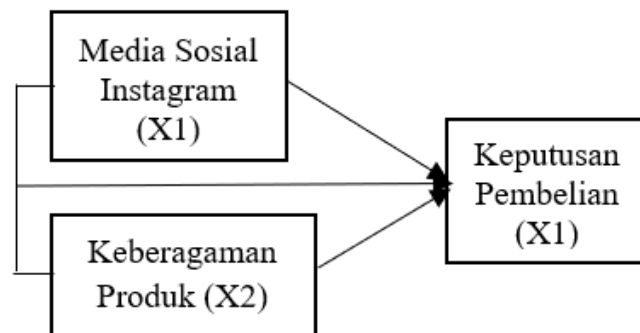 Media Sosial
Instagram
(X1)
Keberagaman
Produk (X2)
Keputusan
Pembelian
(X1)